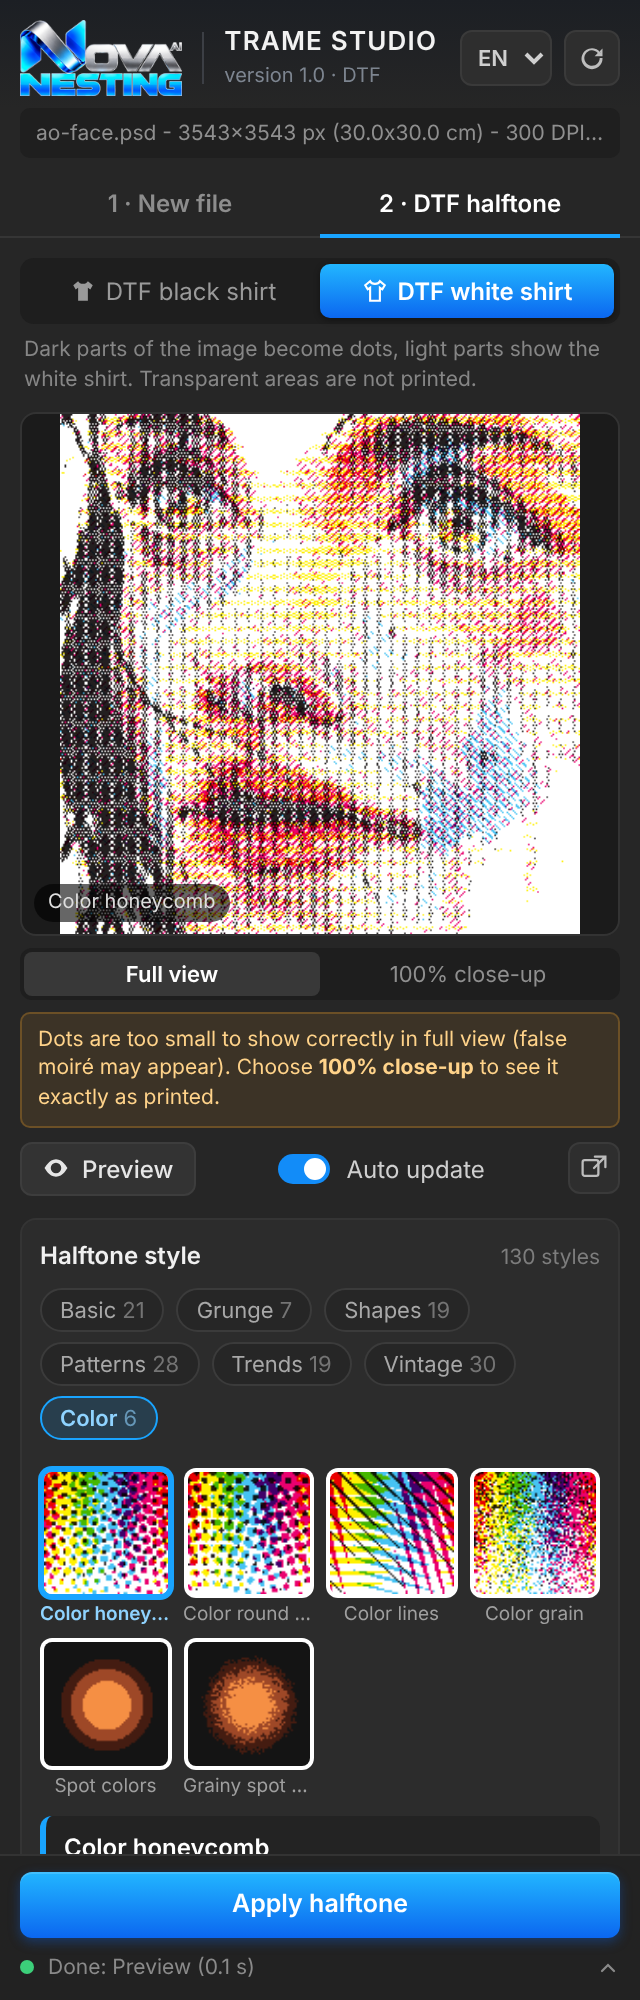 NOVA AI
NESTING
TRAME STUDIO
version 1.0 · DTF
EN
ao-face.psd - 3543×3543 px (30.0x30.0 cm) - 300 DPI...
1 · New file
2 · DTF halftone
DTF black shirt
DTF white shirt
Dark parts of the image become dots, light parts show the
white shirt. Transparent areas are not printed.
Color honeycomb
Full view
100% close-up
Dots are too small to show correctly in full view (false
moiré may appear). Choose 100% close-up to see it
exactly as printed.
Preview
Auto update
Halftone style
130 styles
Basic 21
Grunge 7
Shapes 19
Patterns 28
Trends 19
Vintage 30
Color 6
Color honey...
Color round ...
Color lines
Color grain
Spot colors
Grainy spot ...
Color honeycomb
Apply halftone
Done: Preview (0.1 s)